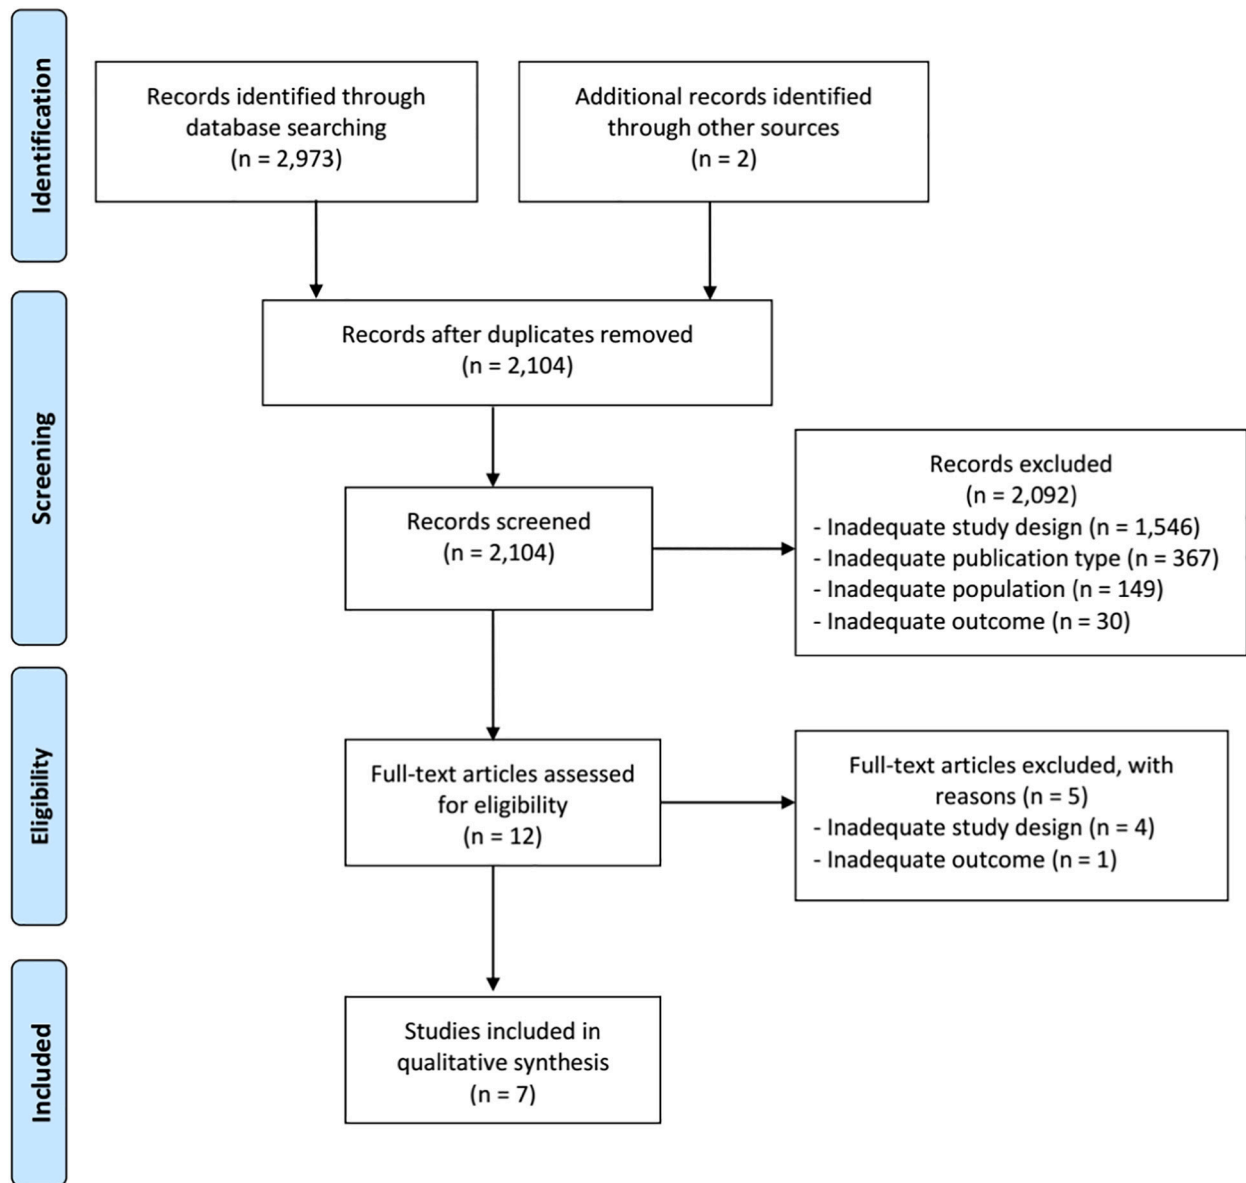 Identification
Records identified through
database searching
(n = 2,973)
Additional records identified
through other sources
(n = 2)
Screening
Records after duplicates removed
(n = 2,104)
Records screened
(n = 2,104)
Records excluded
(n = 2,092)
- Inadequate study design (n = 1,546)
- Inadequate publication type (n = 367)
- Inadequate population (n = 149)
- Inadequate outcome (n = 30)
Eligibility
Full-text articles assessed
for eligibility
(n = 12)
Full-text articles excluded, with
reasons (n = 5)
- Inadequate study design (n = 4)
- Inadequate outcome (n = 1)
Included
Studies included in
qualitative synthesis
(n = 7)